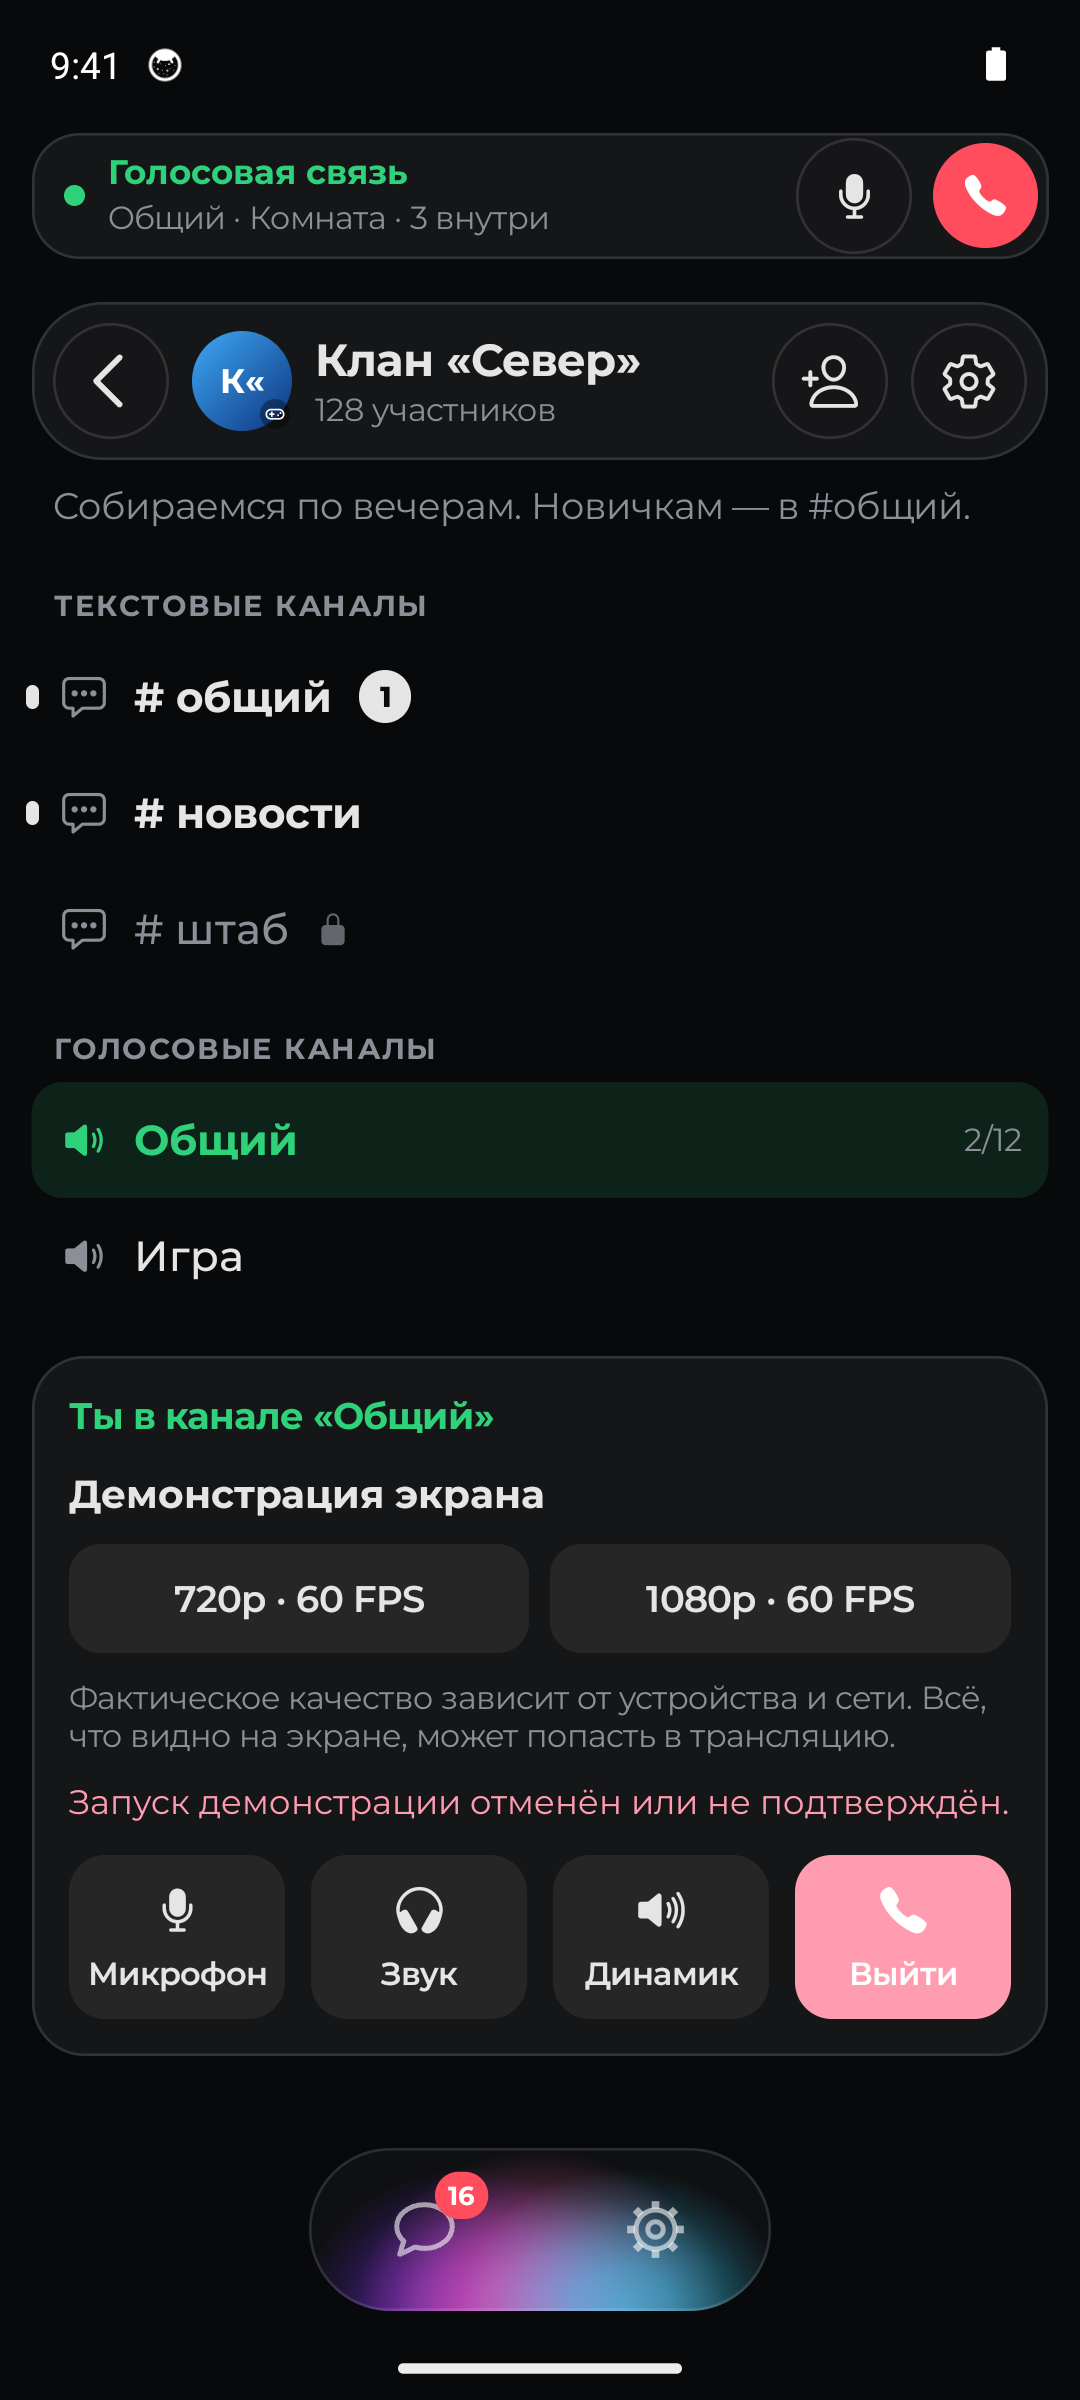 9:41
Голосовая связь
Общий · Комната · 3 внутри
К«
Клан «Север»
128 участников
Собираемся по вечерам. Новичкам — в #общий.
ТЕКСТОВЫЕ КАНАЛЫ
# общий 1
# новости
# штаб
ГОЛОСОВЫЕ КАНАЛЫ
Общий 2/12
Игра
Ты в канале «Общий»
Демонстрация экрана
720p · 60 FPS 1080p · 60 FPS
Фактическое качество зависит от устройства и сети. Всё,
что видно на экране, может попасть в трансляцию.
Запуск демонстрации отменён или не подтверждён.
Микрофон Звук Динамик Выйти
16